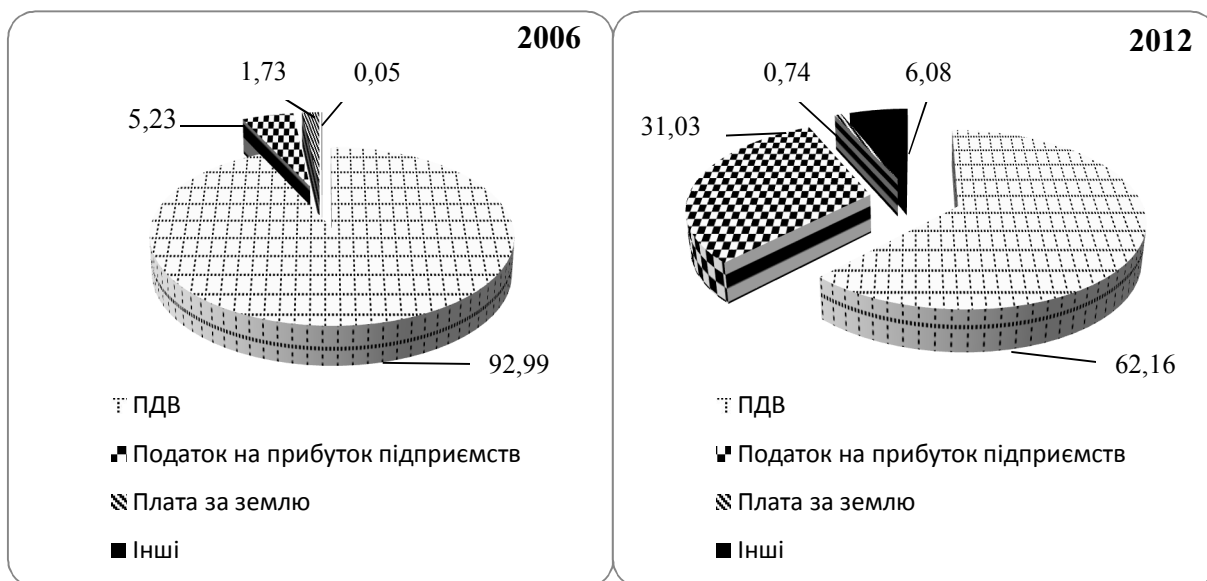 2006
1,73
0,05
5,23
92,99
ПДВ
Податок на прибуток підприємств
Плата за землю
Інші
2012
0,74
6,08
31,03
62,16
ПДВ
Податок на прибуток підприємств
Плата за землю
Інші